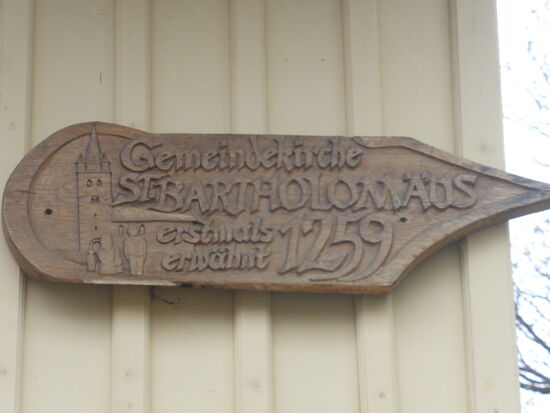 Gemeindekirche
ST. BARTHOLOMÄUS
erstmals
erwähnt 1259